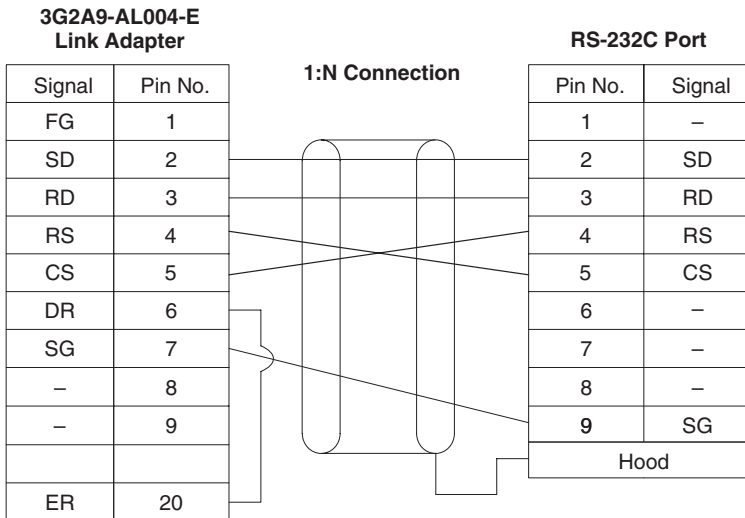 3G2A9-AL004-E
Link Adapter
RS-232C Port
1:N Connection
Signal Pin No.
FG 1
SD 2
RD 3
RS 4
CS 5
DR 6
SG 7
– 8
– 9
ER 20
Pin No. Signal
1 –
2 SD
3 RD
4 RS
5 CS
6 –
7 –
8 –
9 SG
Hood